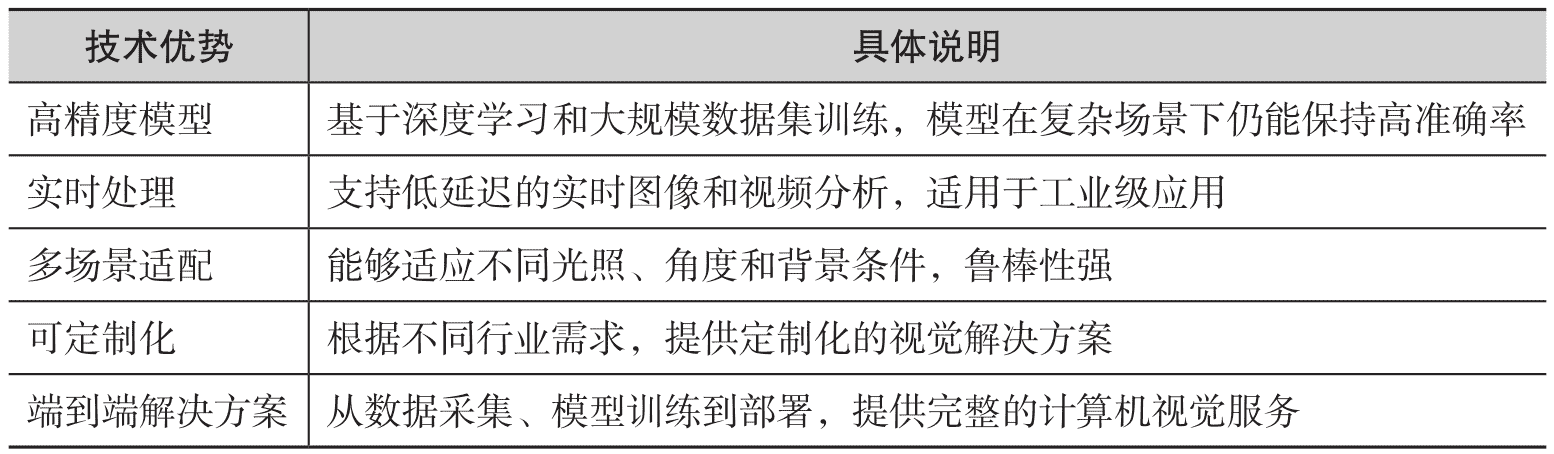 技术优势 具体说明
高精度模型 基于深度学习和大规模数据集训练，模型在复杂场景下仍能保持高准确率
实时处理 支持低延迟的实时图像和视频分析，适用于工业级应用
多场景适配 能够适应不同光照、角度和背景条件，鲁棒性强
可定制化 根据不同行业需求，提供定制化的视觉解决方案
端到端解决方案 从数据采集、模型训练到部署，提供完整的计算机视觉服务